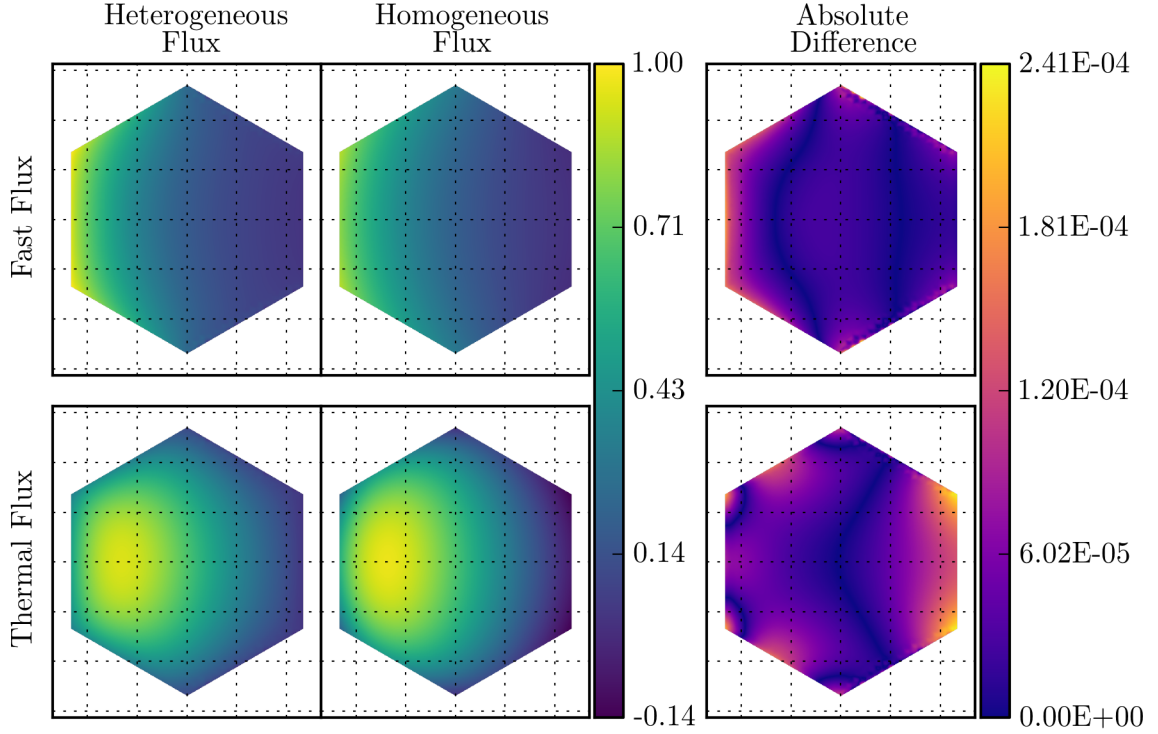 Heterogeneous
Flux
Homogeneous
Flux
Absolute
Difference
Fast Flux
1.00
0.71
0.43
0.14
-0.14
2.41E-04
1.81E-04
1.20E-04
6.02E-05
0.00E+00
Thermal Flux